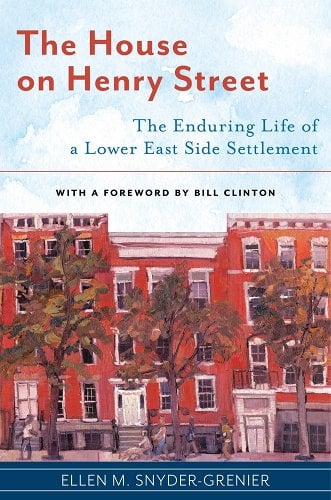 The House
on Henry Street
The Enduring Life of
a Lower East Side Settlement
WITH A FOREWORD BY BILL CLINTON
ELLEN M. SNYDER-GRENIER